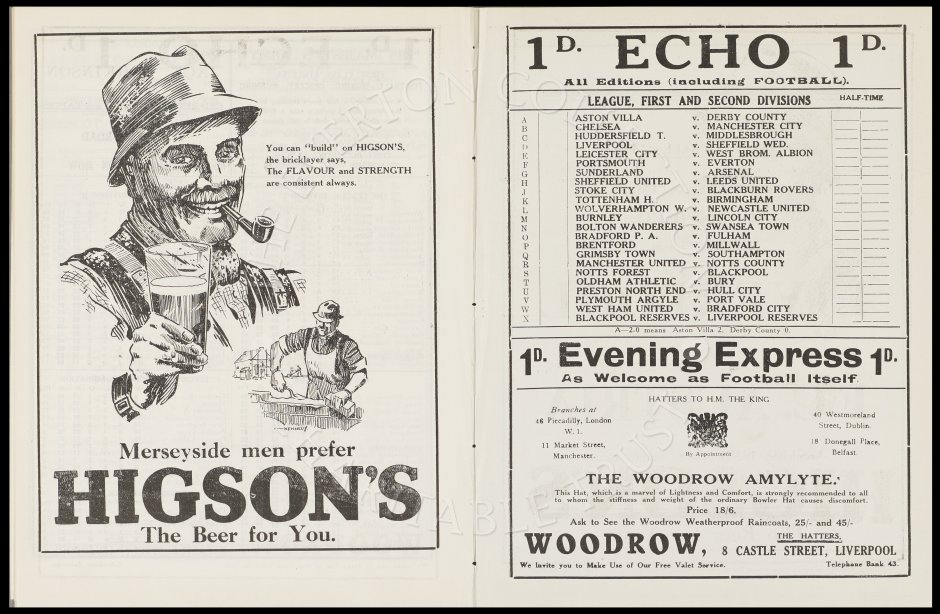 You can "build" on HIGSON'S,
the bricklayer says,
The FLAVOUR and STRENGTH
are consistent always.
Merseyside men prefer
HIGSON'S
The Beer for You.
1D. ECHO 1D.
All Editions (including FOOTBALL).
LEAGUE, FIRST AND SECOND DIVISIONS HALF-TIME
A ASTON VILLA v. DERBY COUNTY
B CHELSEA v. MANCHESTER CITY
C HUDDERSFIELD T. v. MIDDLESBROUGH
D LIVERPOOL v. SHEFFIELD WED.
E LEICESTER CITY v. WEST BROM. ALBION
F PORTSMOUTH v. EVERTON
G SUNDERLAND v. ARSENAL
H SHEFFIELD UNITED v. LEEDS UNITED
J STOKE CITY v. BLACKBURN ROVERS
K TOTTENHAM H. v. BIRMINGHAM
L WOLVERHAMPTON W. v. NEWCASTLE UNITED
M BURNLEY v. LINCOLN CITY
N BOLTON WANDERERS v. SWANSEA TOWN
O BRADFORD P. A. v. FULHAM
P BRENTFORD v. MILLWALL
Q GRIMSBY TOWN v. SOUTHAMPTON
R MANCHESTER UNITED v. NOTTS COUNTY
S NOTTS FOREST v. BLACKPOOL
T OLDHAM ATHLETIC v. BURY
U PRESTON NORTH END v. HULL CITY
V PLYMOUTH ARGYLE v. PORT VALE
W WEST HAM UNITED v. BRADFORD CITY
X BLACKPOOL RESERVES v. LIVERPOOL RESERVES
A—2.0 means Aston Villa 2, Derby County 0.
1D. Evening Express 1D.
As Welcome as Football Itself.
HATTERS TO H.M. THE KING
Branches at
46 Piccadilly, London
W. 1.
11 Market Street,
Manchester.
By Appointment
40 Westmoreland
Street, Dublin.
18 Donegall Place,
Belfast.
THE WOODROW AMYLYTE.
This Hat, which is a marvel of Lightness and Comfort, is strongly recommended to all
to whom the stiffness and weight of the ordinary Bowler Hat causes discomfort.
Price 18/6.
Ask to See the Woodrow Weatherproof Raincoats, 25/- and 45/-
WOODROW, THE HATTERS,
8 CASTLE STREET, LIVERPOOL
We Invite you to Make Use of Our Free Valet Service. Telephone Bank 43.